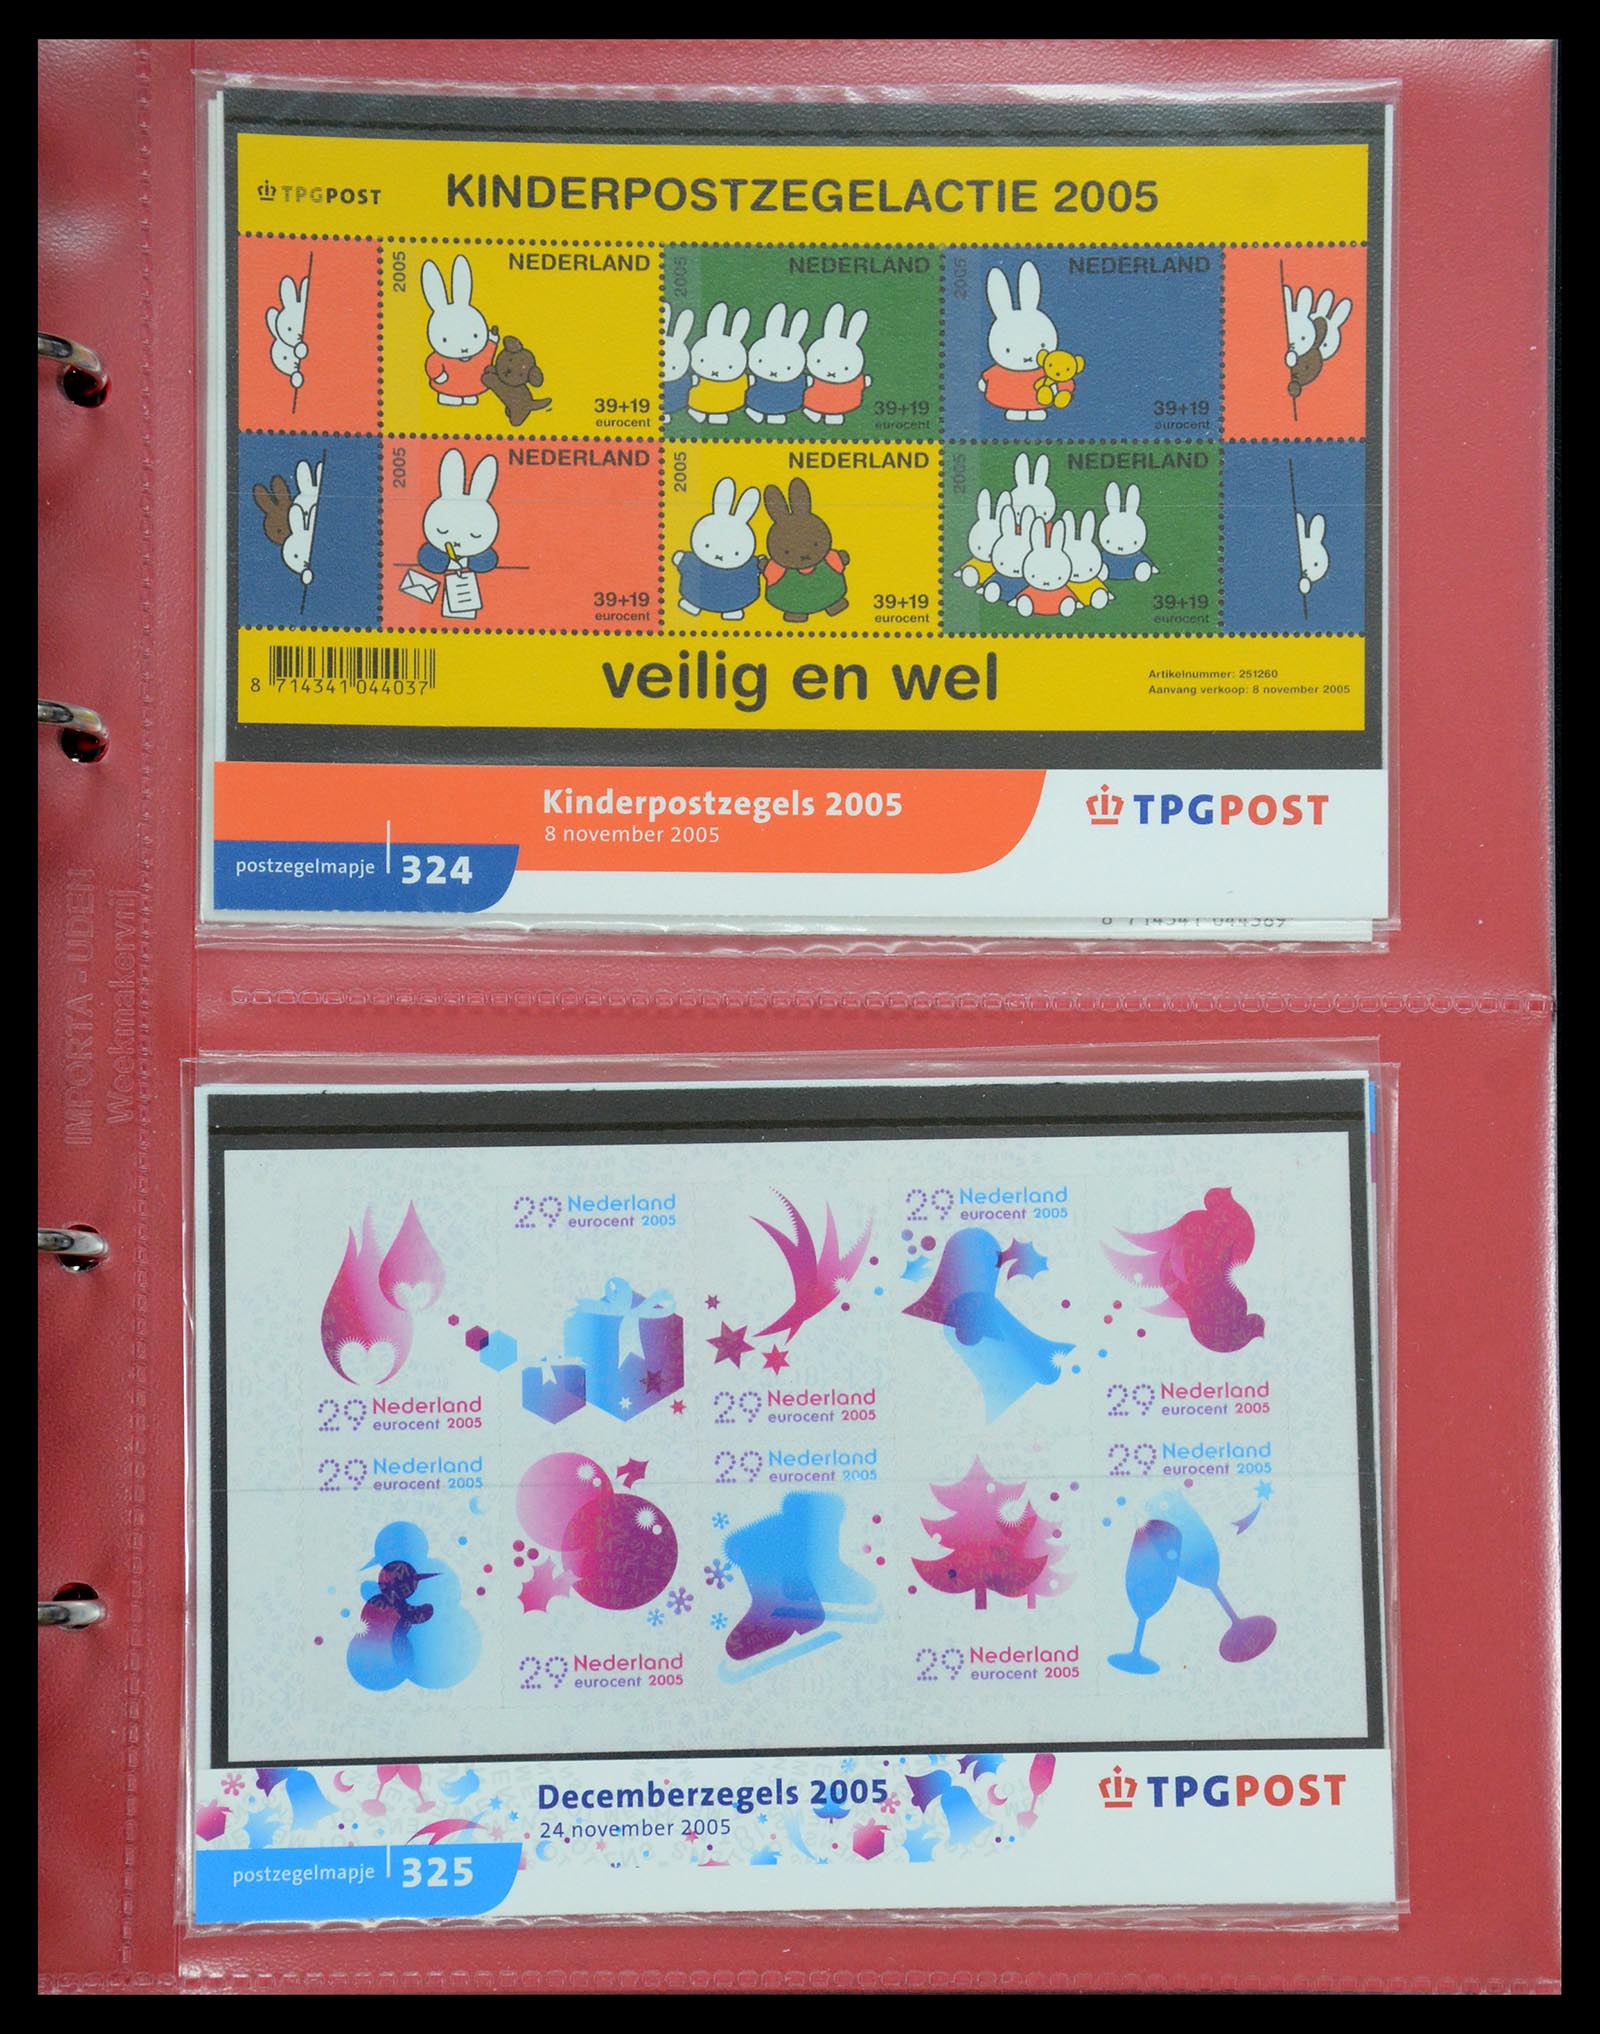 TPGPOST
KINDERPOSTZEGELACTIE 2005
2005 NEDERLAND
39+19
eurocent
2005 NEDERLAND
39+19
eurocent
2005 NEDERLAND
39+19
eurocent
2005 NEDERLAND
39+19
eurocent
2005 NEDERLAND
39+19
eurocent
2005 NEDERLAND
39+19
eurocent
8 714341 044037
veilig en wel
Artikelnummer: 251260
Aanvang verkoop: 8 november 2005
Kinderpostzegels 2005
8 november 2005
TPGPOST
postzegelmapje 324
8 714341 044389
IMPORTA - UDEN
Weekmakervrij
29 Nederland
eurocent 2005
29 Nederland
eurocent 2005
29 Nederland
eurocent 2005
29 Nederland
eurocent 2005
29 Nederland
eurocent 2005
29 Nederland
eurocent 2005
29 Nederland
eurocent 2005
29 Nederland
eurocent 2005
29 Nederland
eurocent 2005
29 Nederland
eurocent 2005
Decemberzegels 2005
24 november 2005
TPGPOST
postzegelmapje 325